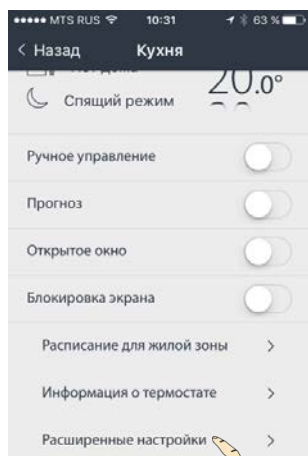 MTS RUS 10:31 63 %
Назад Кухня
Спящий режим 20.0°
Ручное управление
Прогноз
Открытое окно
Блокировка экрана
Расписание для жилой зоны
Информация о термостате
Расширенные настройки